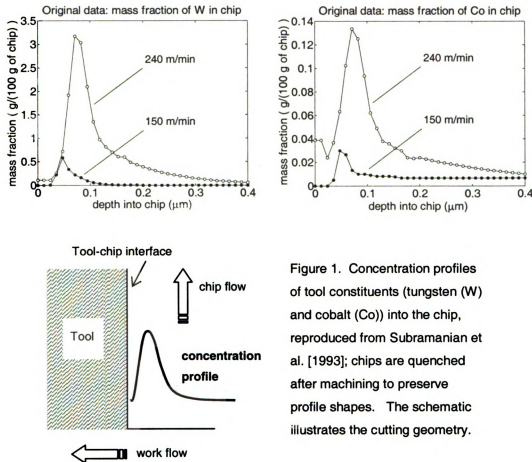 Original data: mass fraction of W in chip
mass fraction ( g/(100 g of chip)
3.5
3
2.5
2
1.5
1
0.5
0
240 m/min
150 m/min
0
0.1
0.2
0.3
0.4
depth into chip (μm)
Original data: mass fraction of Co in chip
mass fraction ( g/(100 g of chip)
0.14
0.12
0.1
0.08
0.06
0.04
0.02
0
240 m/min
150 m/min
0
0.1
0.2
0.3
0.4
depth into chip (μm)
Tool-chip interface
chip flow
Tool
concentration
profile
work flow
Figure 1. Concentration profiles
of tool constituents (tungsten (W)
and cobalt (Co)) into the chip,
reproduced from Subramanian et
al. [1993]; chips are quenched
after machining to preserve
profile shapes. The schematic
illustrates the cutting geometry.